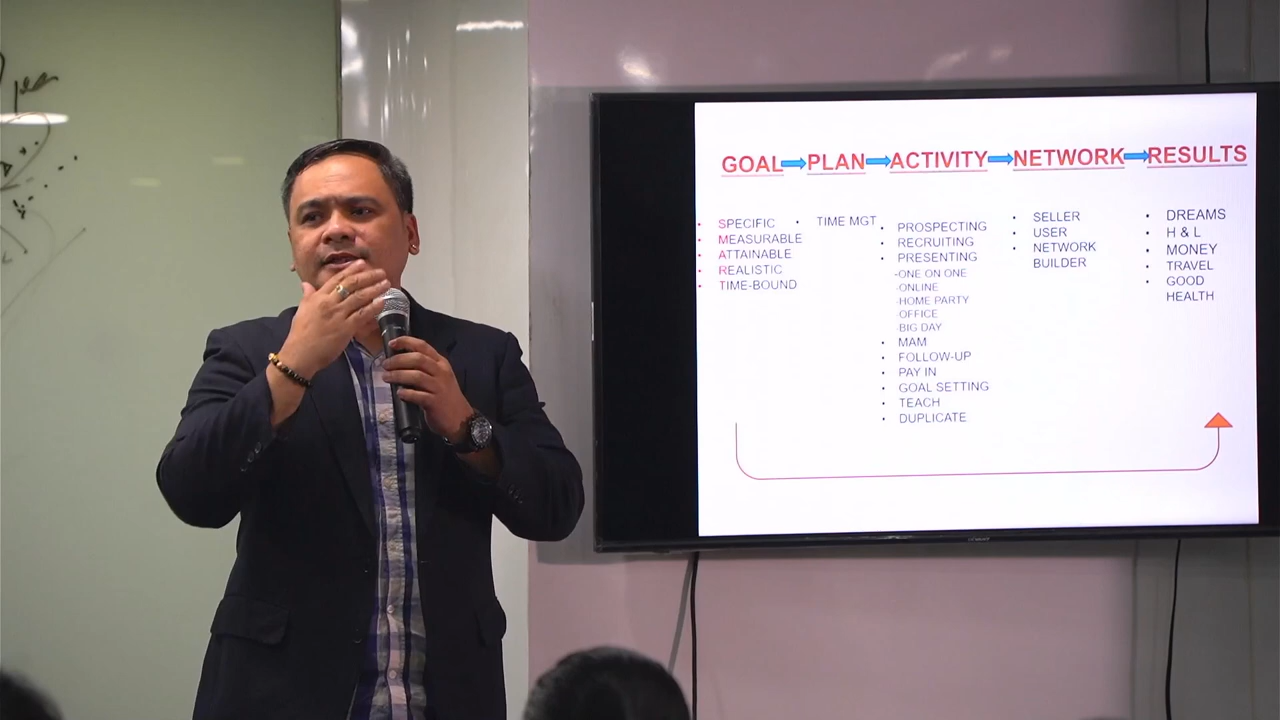 GOAL PLAN ACTIVITY NETWORK RESULTS
• SPECIFIC
• MEASURABLE
• ATTAINABLE
• REALISTIC
• TIME-BOUND
• TIME MGT
• PROSPECTING
• RECRUITING
• PRESENTING
-ONE ON ONE
-ONLINE
-HOME PARTY
-OFFICE
-BIG DAY
• MAM
• FOLLOW-UP
• PAY IN
• GOAL SETTING
• TEACH
• DUPLICATE
• SELLER
• USER
• NETWORK
BUILDER
• DREAMS
• H & L
• MONEY
• TRAVEL
• GOOD
HEALTH